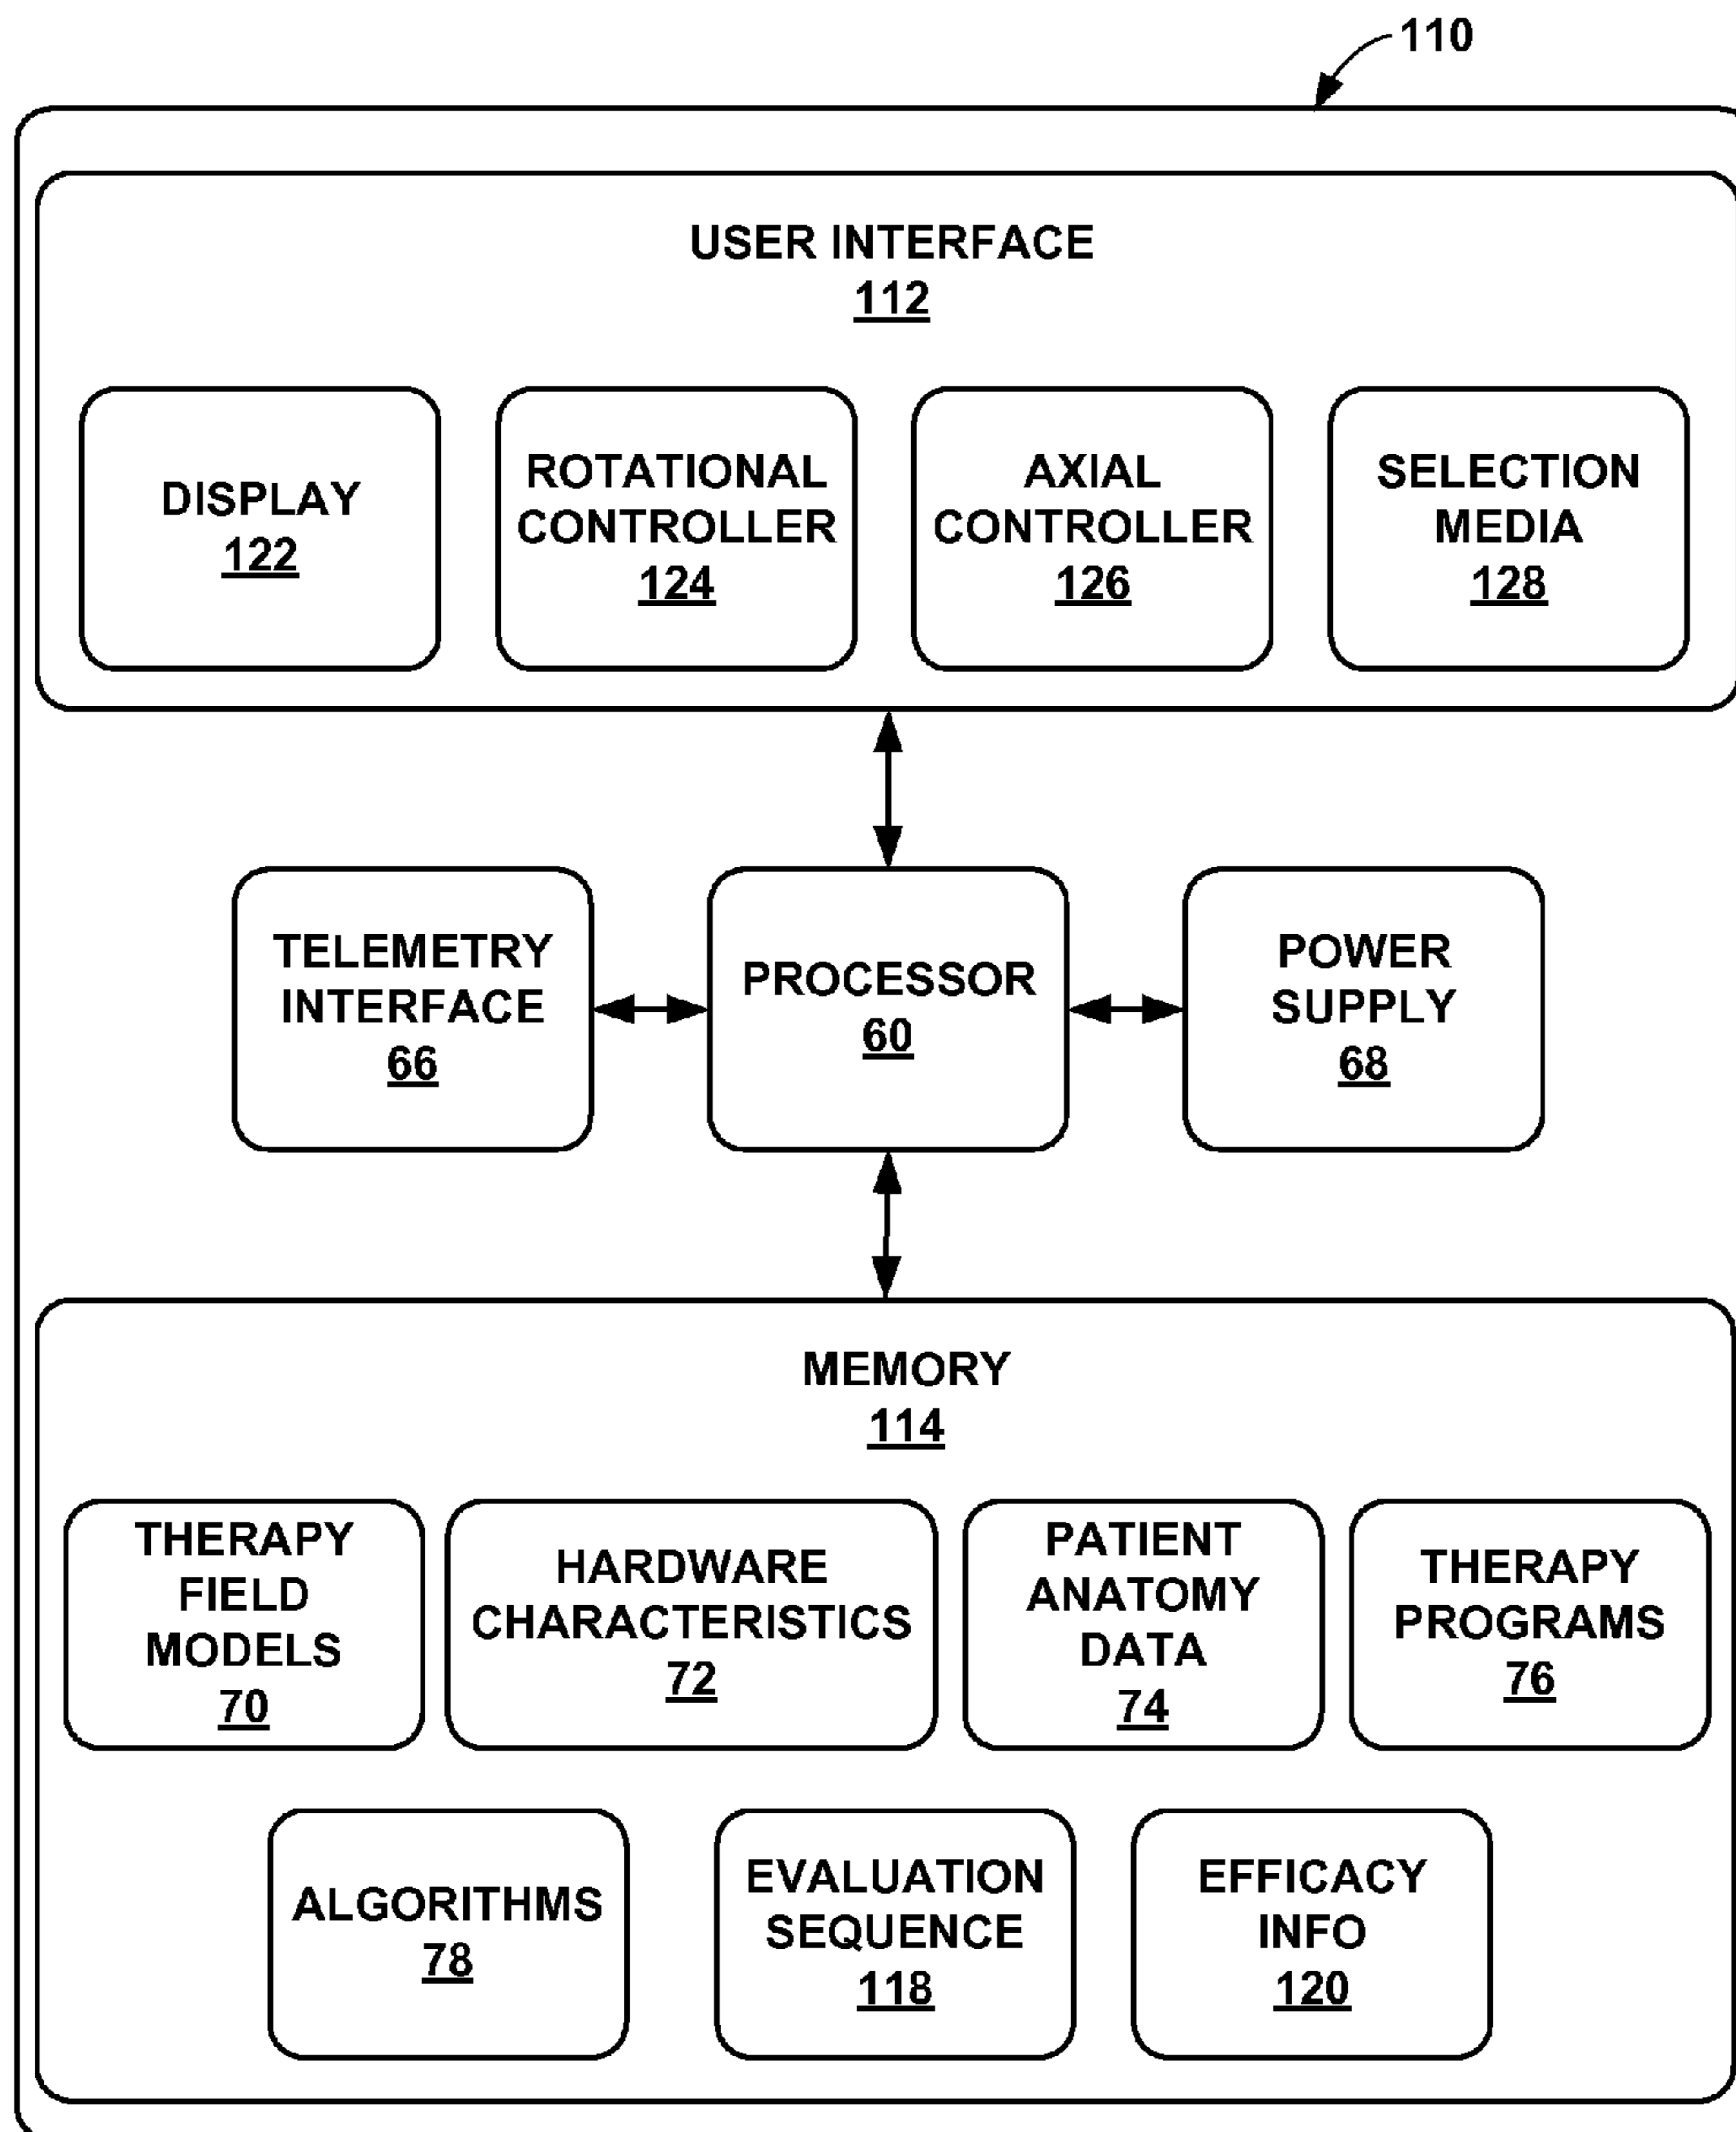 110
USER INTERFACE
112
DISPLAY
122
ROTATIONAL
CONTROLLER
124
AXIAL
CONTROLLER
126
SELECTION
MEDIA
128
TELEMETRY
INTERFACE
66
PROCESSOR
60
POWER
SUPPLY
68
MEMORY
114
THERAPY
FIELD
MODELS
70
HARDWARE
CHARACTERISTICS
72
PATIENT
ANATOMY
DATA
74
THERAPY
PROGRAMS
76
ALGORITHMS
78
EVALUATION
SEQUENCE
118
EFFICACY
INFO
120